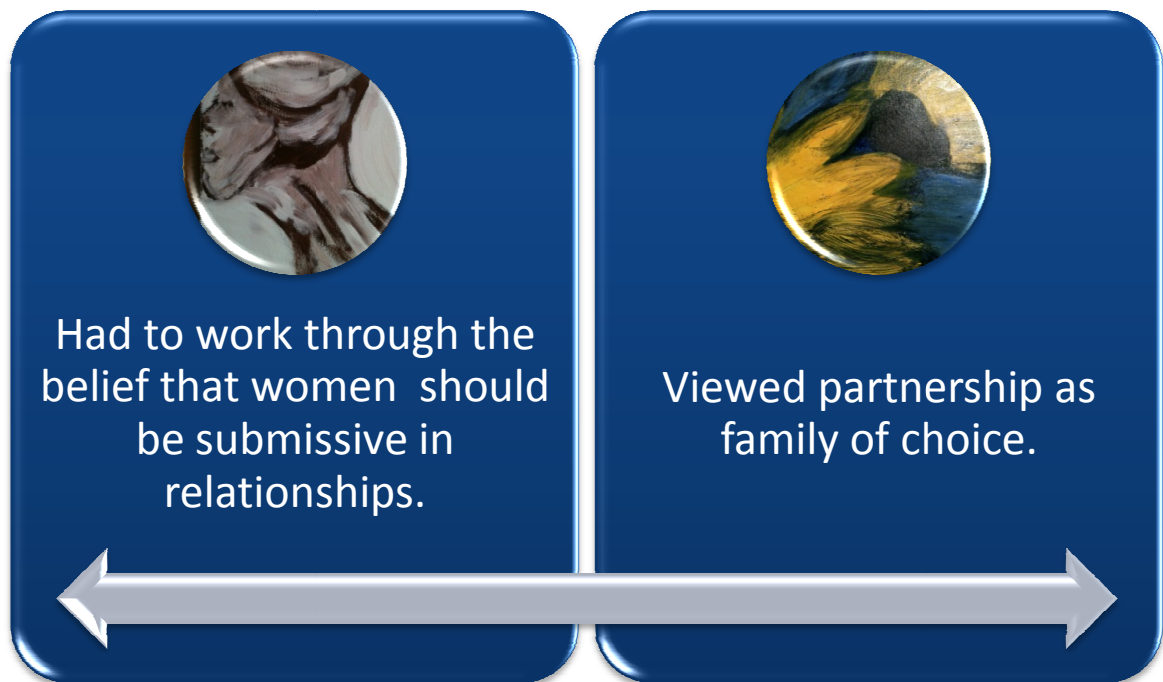 Had to work through the
belief that women  should
be submissive in
relationships.
Viewed partnership as
family of choice.